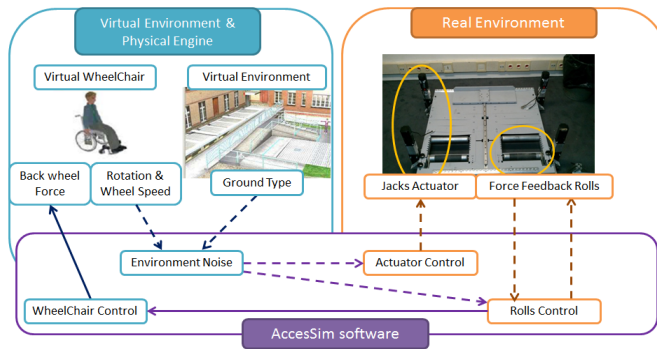 Virtual Environment &
Physical Engine
Real Environment
Virtual WheelChair
Virtual Environment
Back wheel
Force
Rotation &
Wheel Speed
Ground Type
Jacks Actuator
Force Feedback Rolls
Environment Noise
Actuator Control
WheelChair Control
Rolls Control
AccesSim software